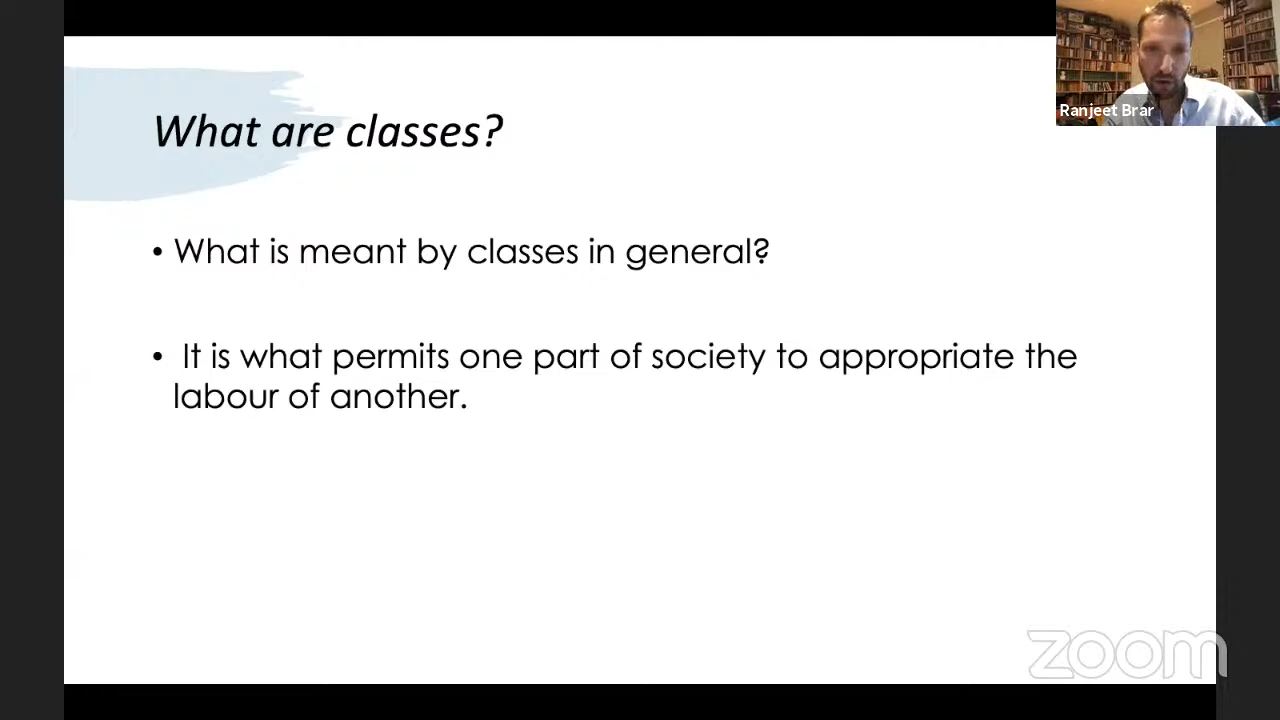 Ranjeet Brar
What are classes?
• What is meant by classes in general?
• It is what permits one part of society to appropriate the
labour of another.
zoom